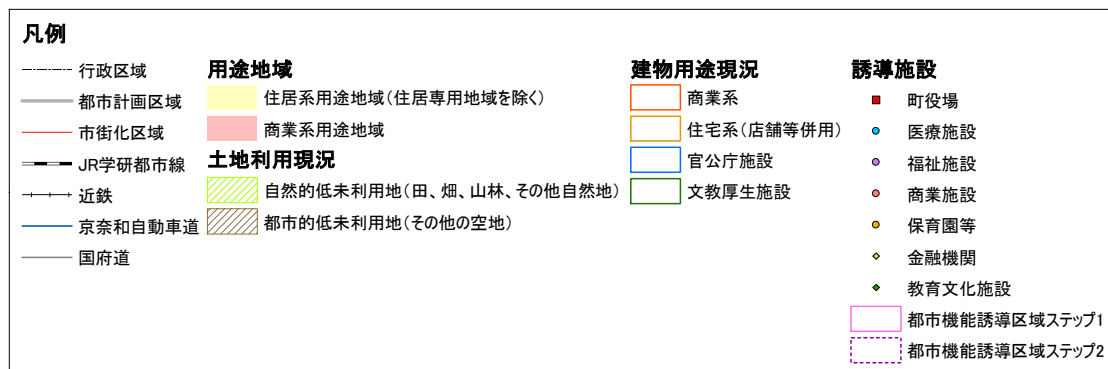 凡例
行政区域
都市計画区域
市街化区域
JR学研都市線
近鉄
京奈和自動車道
国府道
用途地域
住居系用途地域（住居専用地域を除く）
商業系用途地域
土地利用現況
自然的低未利用地（田、畑、山林、その他自然地）
都市的低未利用地（その他の空地）
建物用途現況
商業系
住宅系（店舗等併用）
官公庁施設
文教厚生施設
誘導施設
町役場
医療施設
福祉施設
商業施設
保育園等
金融機関
教育文化施設
都市機能誘導区域ステップ1
都市機能誘導区域ステップ2